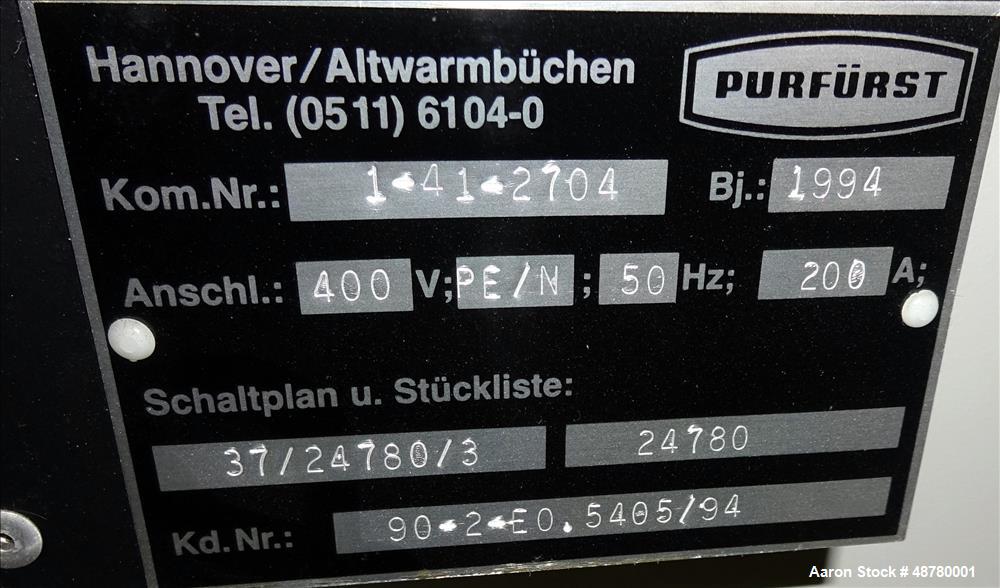 Hannover/Altwarmbüchen
Tel. (0511) 6104-0
PURFÜRST
Kom.Nr.: 1-41-2704 Bj.: 1994
Anschl.: 400 V; PE/N ; 50 Hz; 200 A;
Schaltplan u. Stückliste:
37/24780/3 24780
Kd.Nr.: 90-2-E0.5405/94
Aaron Stock # 48780001